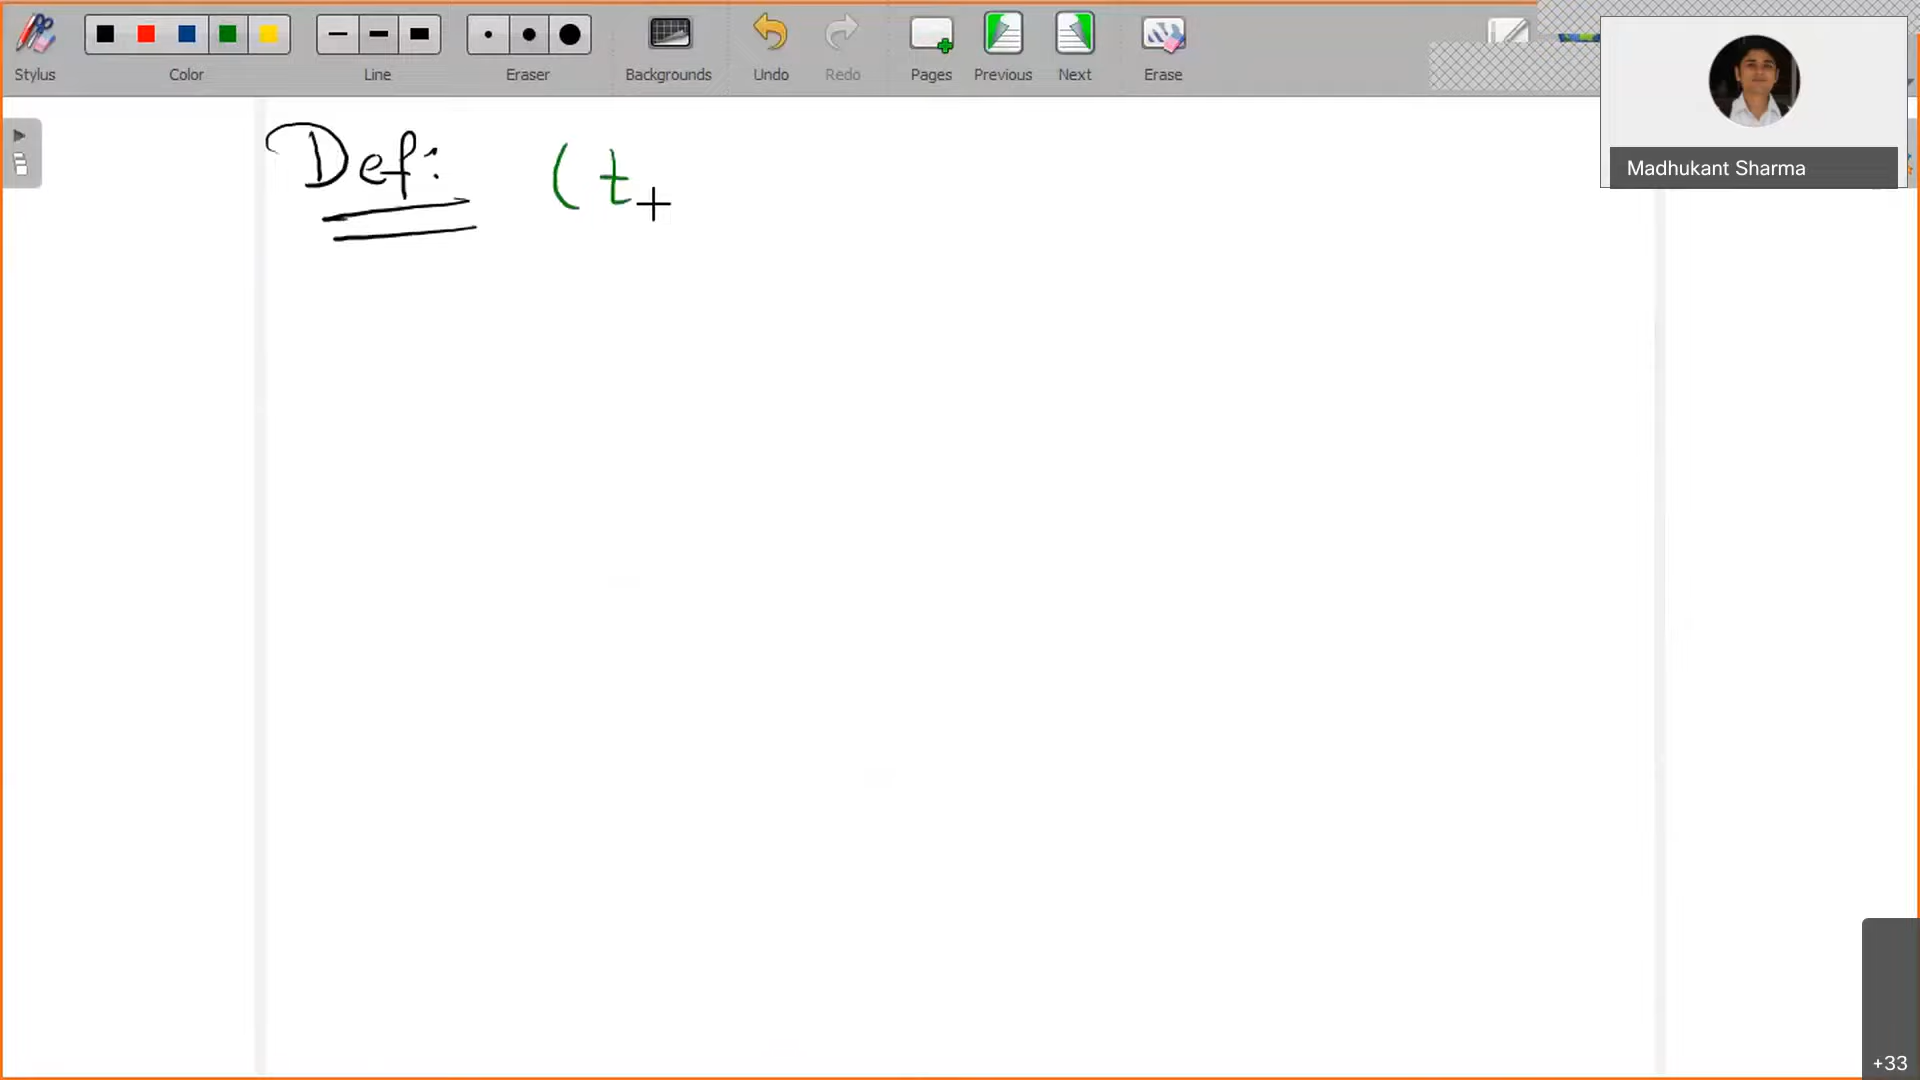 Stylus Color Line Eraser Backgrounds Undo Redo Pages Previous Next Erase
Madhukant Sharma
Def: (t
+33